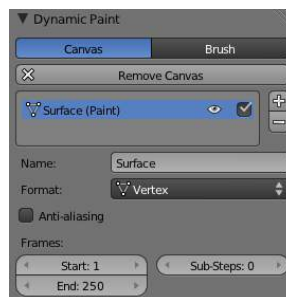 Dynamic Paint
Canvas Brush
Remove Canvas
Surface (Paint)
Name: Surface
Format: Vertex
Anti-aliasing
Frames:
Start: 1 Sub-Steps: 0
End: 250